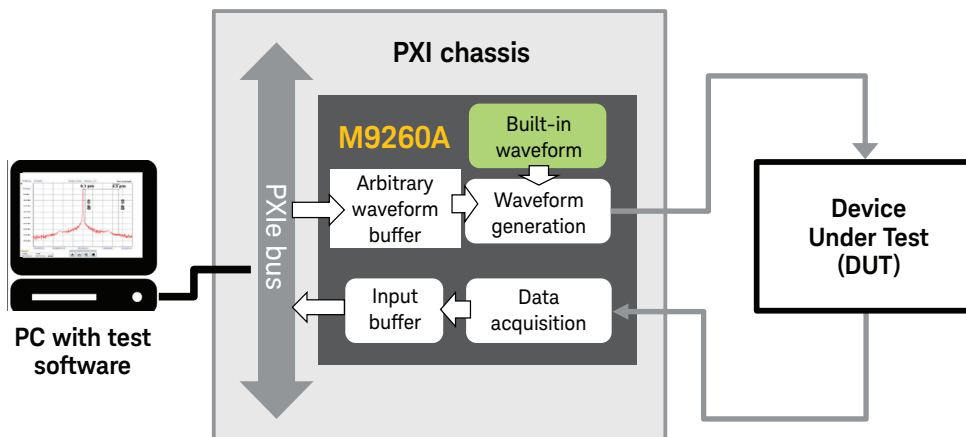 PXI chassis
M9260A
Built-in
waveform
Arbitrary
waveform
buffer
Waveform
generation
PXIe bus
Input
buffer
Data
acquisition
Device
Under Test
(DUT)
PC with test
software